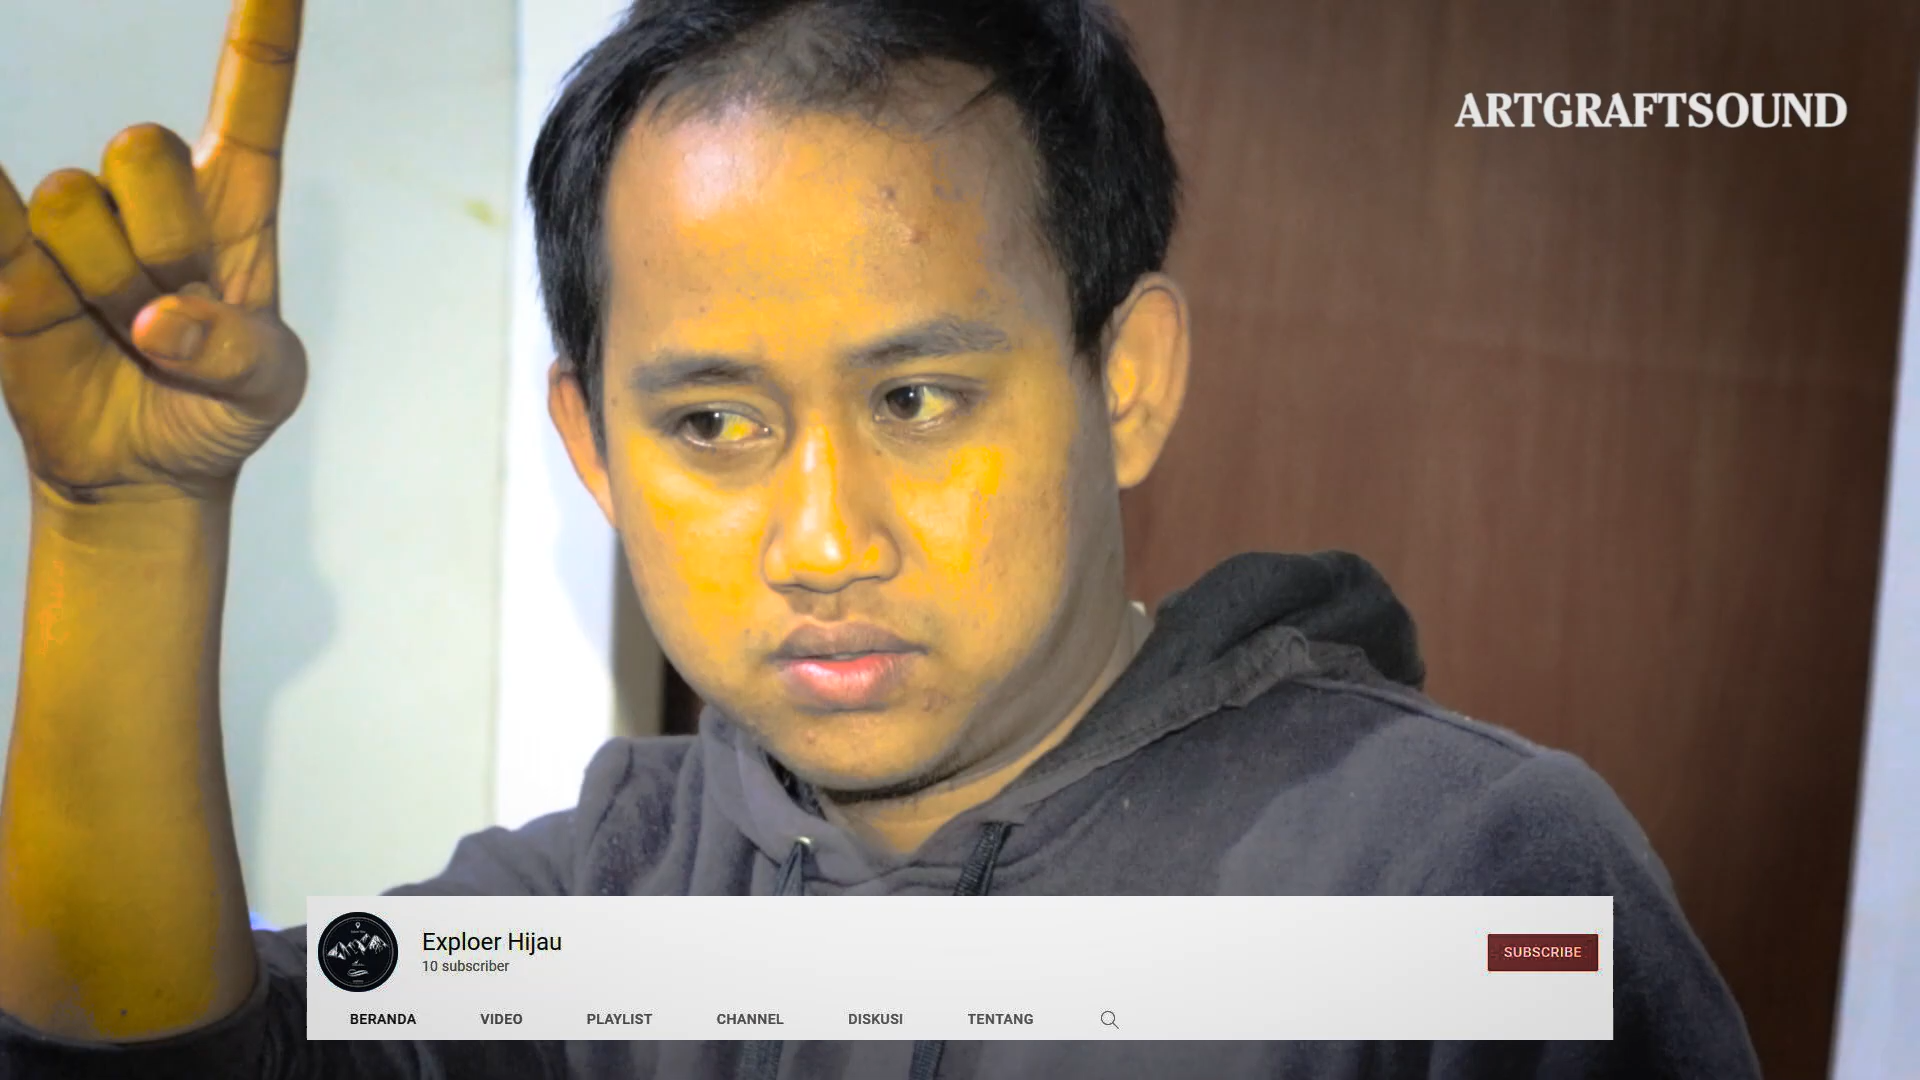 ARTGRAFTSOUND
Exploer Hijau
10 subscriber
SUBSCRIBE
BERANDA VIDEO PLAYLIST CHANNEL DISKUSI TENTANG